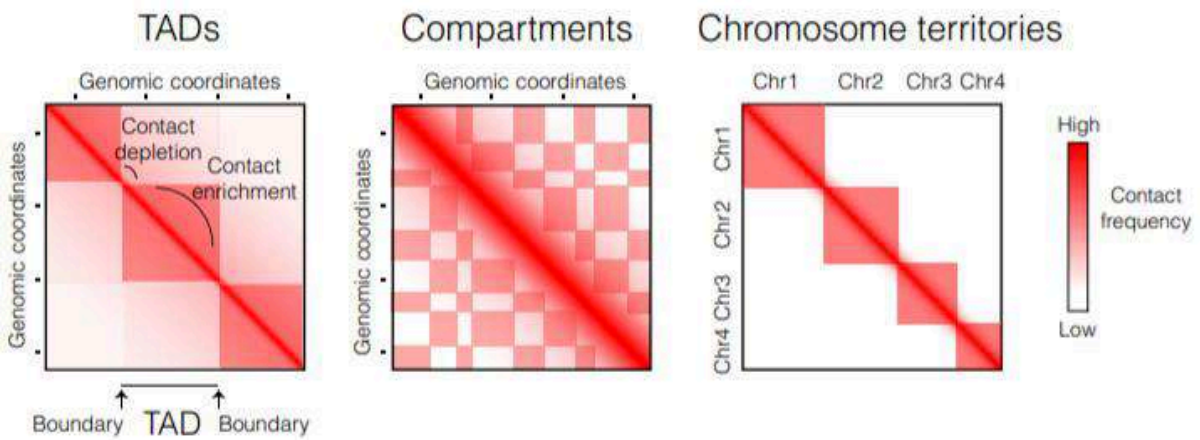 TADs
Genomic coordinates
Genomic coordinates
Contact
depletion
Contact
enrichment
Boundary
TAD
Boundary
Compartments
Genomic coordinates
Genomic coordinates
Chromosome territories
Chr1 Chr2 Chr3 Chr4
Chr1
Chr2
Chr3
Chr4
High
Contact
frequency
Low